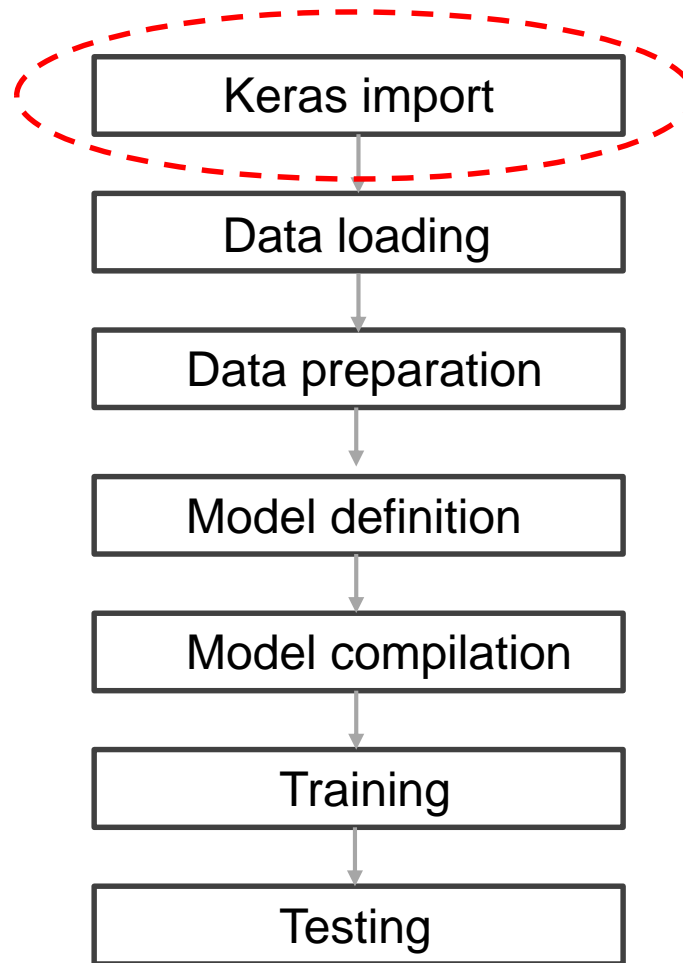 Keras import
Data loading
Data preparation
Model definition
Model compilation
Training
Testing